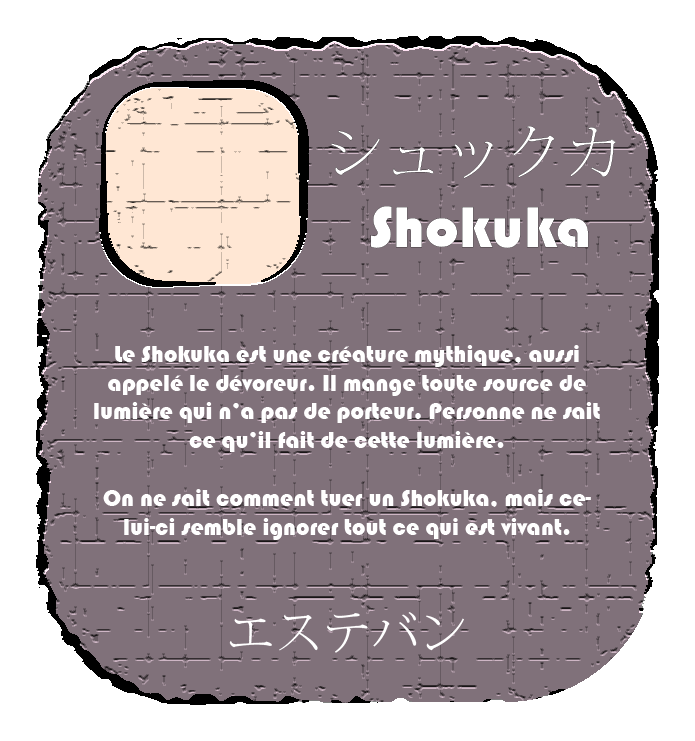 シュックカ
Shokuka
Le Shokuka est une créature mythique, aussi
appelé le dévoreur. Il mange toute source de
lumière qui n'a pas de porteur. Personne ne sait
ce qu'il fait de cette lumière.
On ne sait comment tuer un Shokuka, mais ce-
lui-ci semble ignorer tout ce qui est vivant.
エステバン